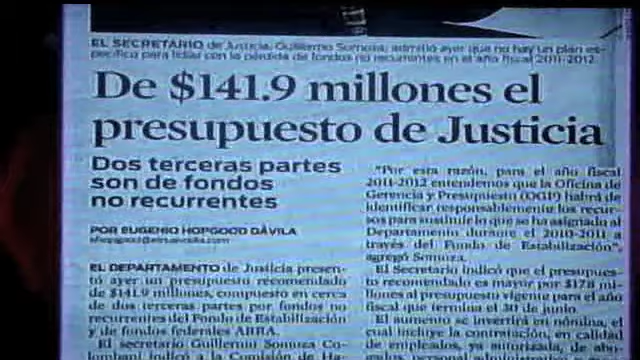 EL SECRETARIO de Justicia, Guillermo Somoza, admitió ayer que no hay un plan es-
pecífico para lidiar con la pérdida de fondos no recurrentes en el año fiscal 2011-2012.
De $141.9 millones el
presupuesto de Justicia
Dos terceras partes
son de fondos
no recurrentes
POR EUGENIO HOPGOOD DÁVILA
ehopgood@elnuevodia.com
EL DEPARTAMENTO de Justicia presen-
tó ayer un presupuesto recomendado
de $141.9 millones, compuesto en cerca
de dos terceras partes por fondos no
recurrentes del Fondo de Estabilización
y de fondos federales ARRA.
El secretario Guillermo Somoza Co-
lombani indicó a la Comisión de Ha-
"Por esta razón, para el año fiscal
2011-2012 entendemos que la Oficina de
Gerencia y Presupuesto (OGP) habrá de
identificar responsablemente los recur-
sos para sustituir lo que se ha asignado al
Departamento durante el 2010-2011 a
través del Fondo de Estabilización",
agregó Somoza.
El Secretario indicó que el presupues-
to recomendado es mayor por $17.8 mi-
llones al presupuesto vigente para el año
fiscal que termina el 30 de junio.
El aumento se invertirá en nómina, el
cual incluye la contratación, en calidad
de empleados, ya autorizada, de abo-